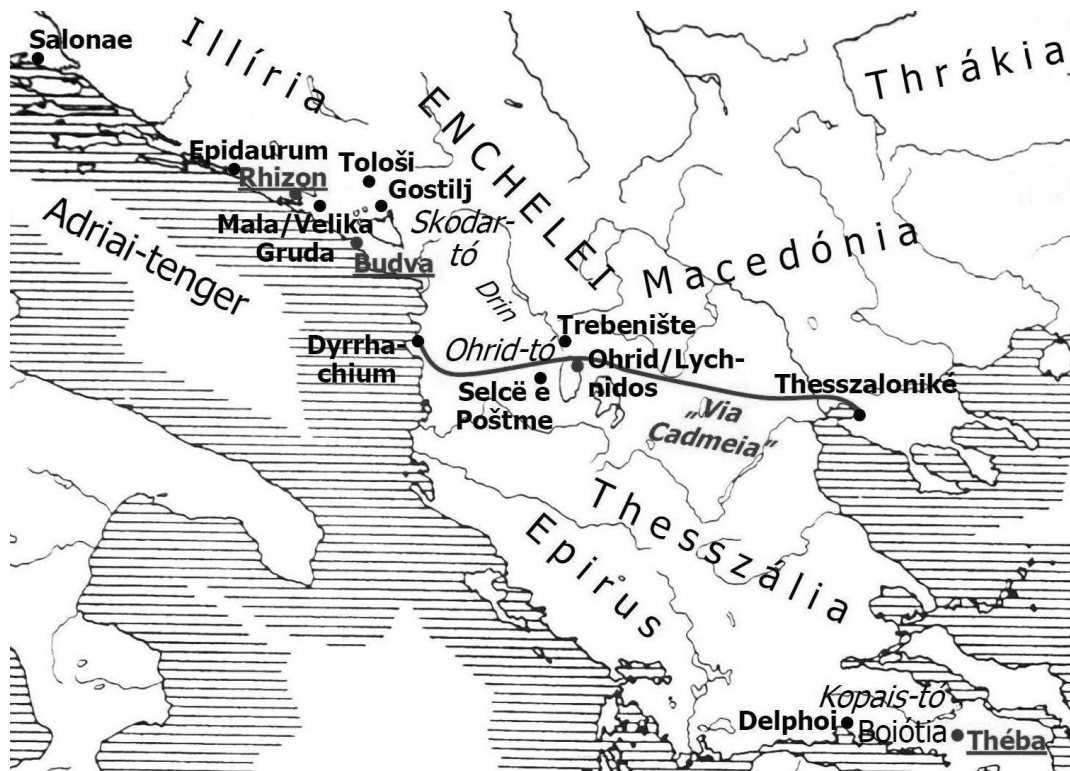 Salonae
Illíria
Thrákia
ENCHELEI
Epidaurum
Rhizon
Tološi
Gostilj
Mala/Velika
Gruda
Skodar-
tó
Budva
Adriai-tenger
Macedónia
Drin
Trebenište
Dyrrha-
chium
Ohrid-tó
Ohrid/Lych-
nidos
Selcë e
Poštme
Thesszaloniké
„Via
Cadmeia”
Thesszália
Epirus
Kopais-tó
Delphoi
Boiótia
Théba